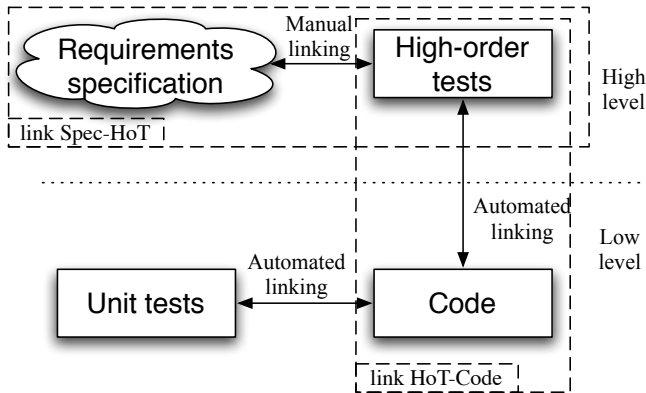 Requirements
specification
Manual
linking
High-order
tests
High
level
link Spec-HoT
Automated
linking
Low
level
Unit tests
Automated
linking
Code
link HoT-Code